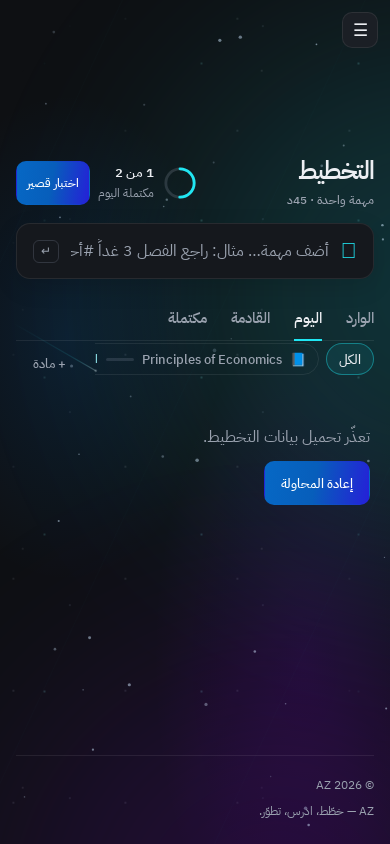 التخطيط
مهمة واحدة · 45د
1 من 2
مكتملة اليوم
اختبار قصير
أضف مهمة... مثال: راجع الفصل 3 غداً #أح
الوارد
اليوم
القادمة
مكتملة
الكل
📘 Principles of Economics
+ مادة
تعذّر تحميل بيانات التخطيط.
إعادة المحاولة
© 2026 AZ
AZ — خطّط، ادْرس، تطوّر.